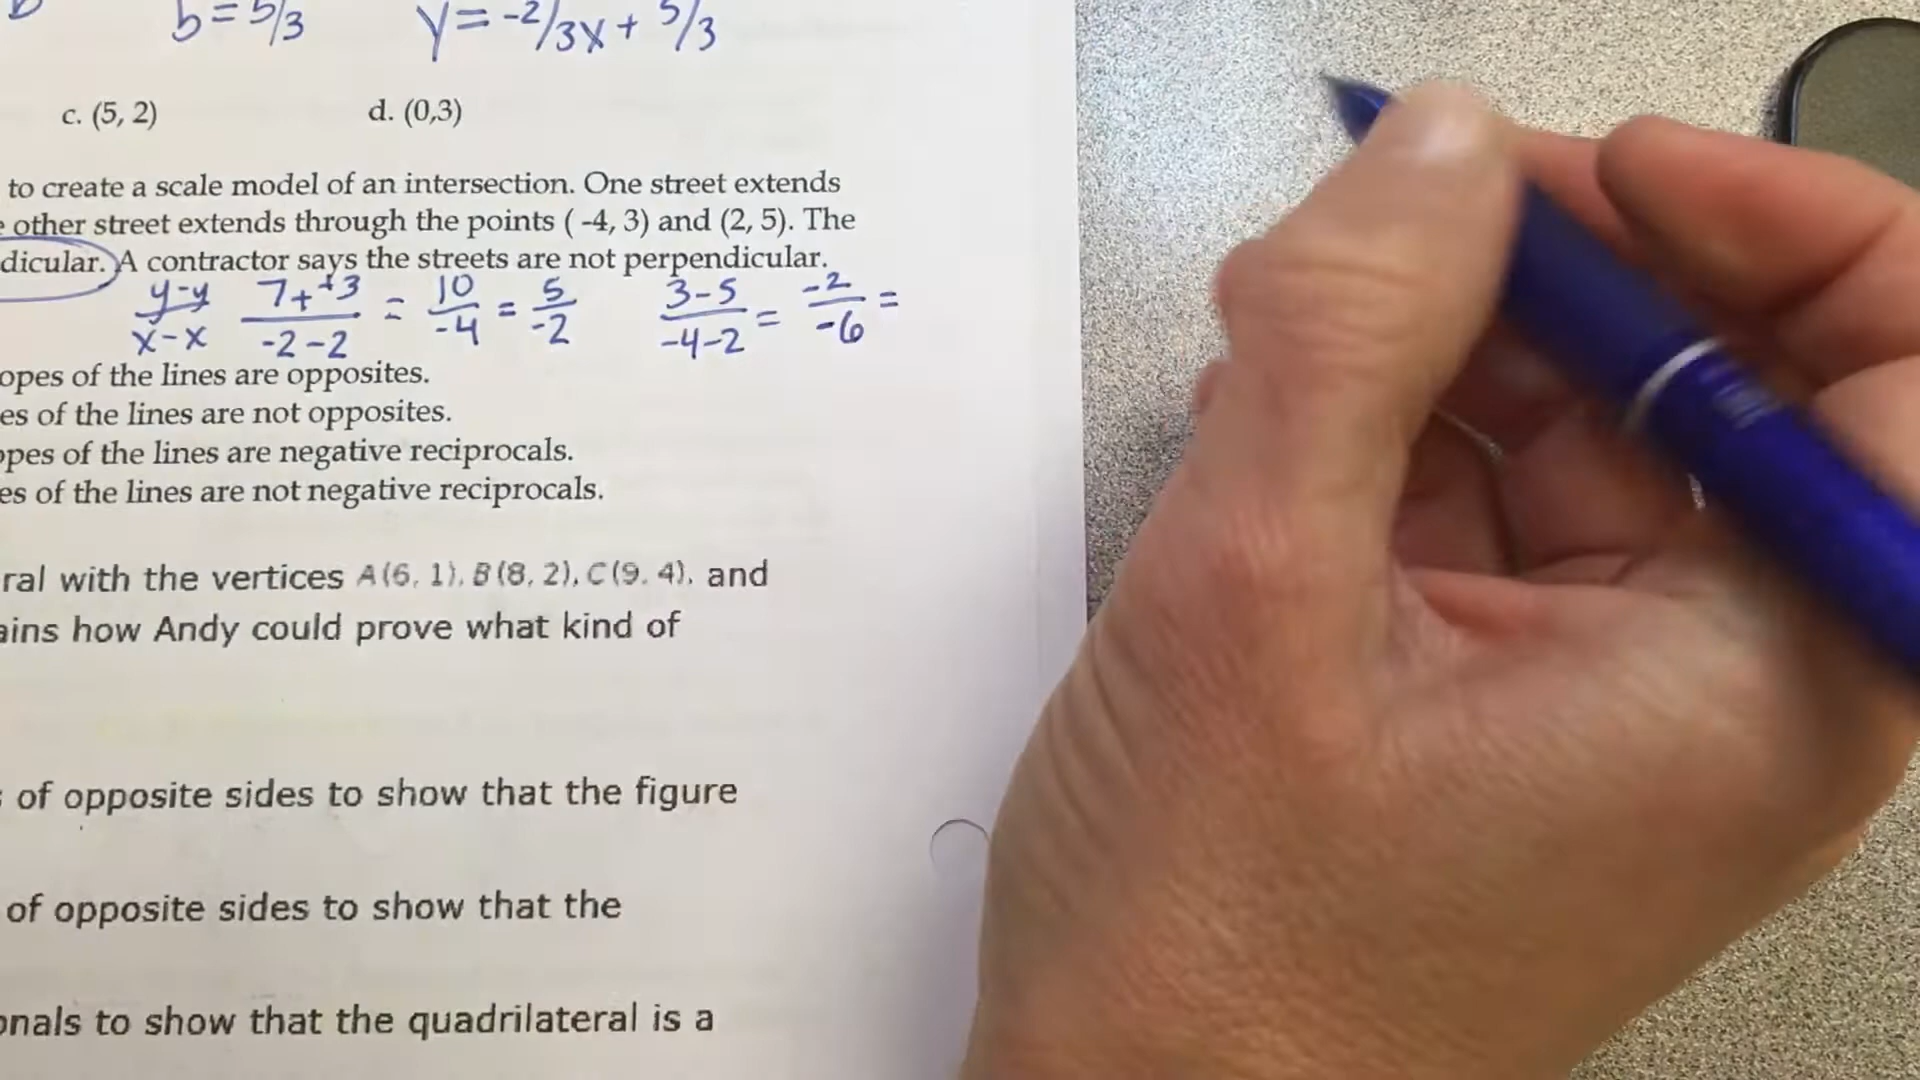 b = 5/3 y = -2/3x + 5/3
c. (5, 2) d. (0,3)
to create a scale model of an intersection. One street extends
other street extends through the points ( -4, 3) and (2, 5). The
dicular. A contractor says the streets are not perpendicular.
y-y/x-x 7++3/-2-2 = 10/-4 = 5/-2 3-5/-4-2 = -2/-6 =
opes of the lines are opposites.
es of the lines are not opposites.
opes of the lines are negative reciprocals.
es of the lines are not negative reciprocals.
ral with the vertices A(6, 1), B(8, 2), C(9, 4), and
ains how Andy could prove what kind of
of opposite sides to show that the figure
of opposite sides to show that the
onals to show that the quadrilateral is a